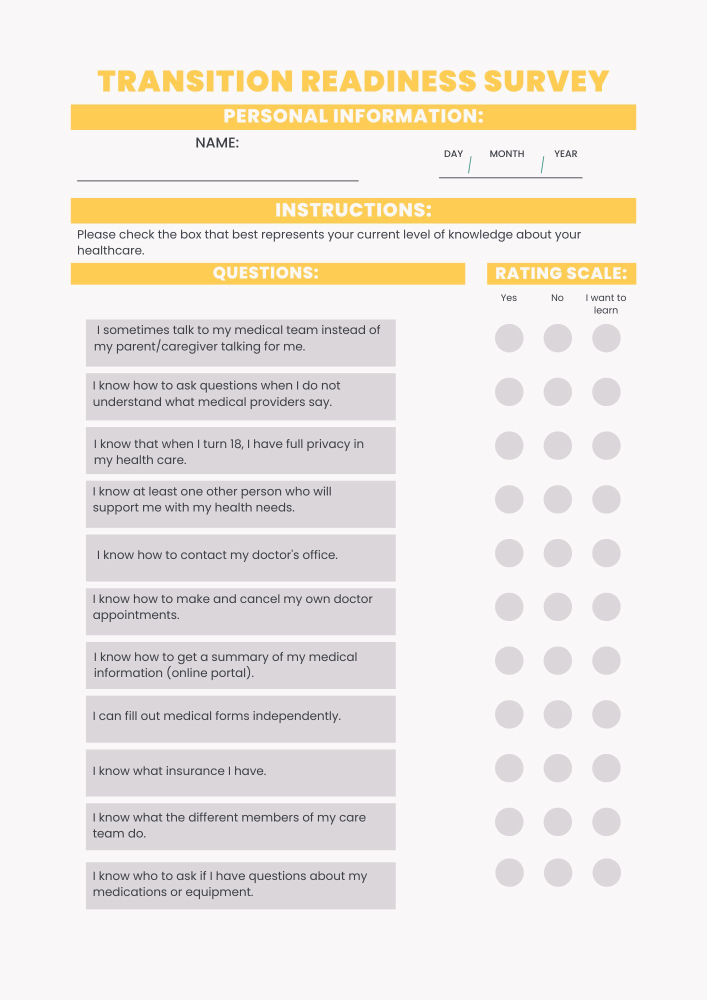 TRANSITION READINESS SURVEY
PERSONAL INFORMATION:
NAME:
DAY / MONTH / YEAR
INSTRUCTIONS:
Please check the box that best represents your current level of knowledge about your
healthcare.
QUESTIONS:
RATING SCALE:
Yes No I want to
learn
I sometimes talk to my medical team instead of
my parent/caregiver talking for me.
I know how to ask questions when I do not
understand what medical providers say.
I know that when I turn 18, I have full privacy in
my health care.
I know at least one other person who will
support me with my health needs.
I know how to contact my doctor's office.
I know how to make and cancel my own doctor
appointments.
I know how to get a summary of my medical
information (online portal).
I can fill out medical forms independently.
I know what insurance I have.
I know what the different members of my care
team do.
I know who to ask if I have questions about my
medications or equipment.